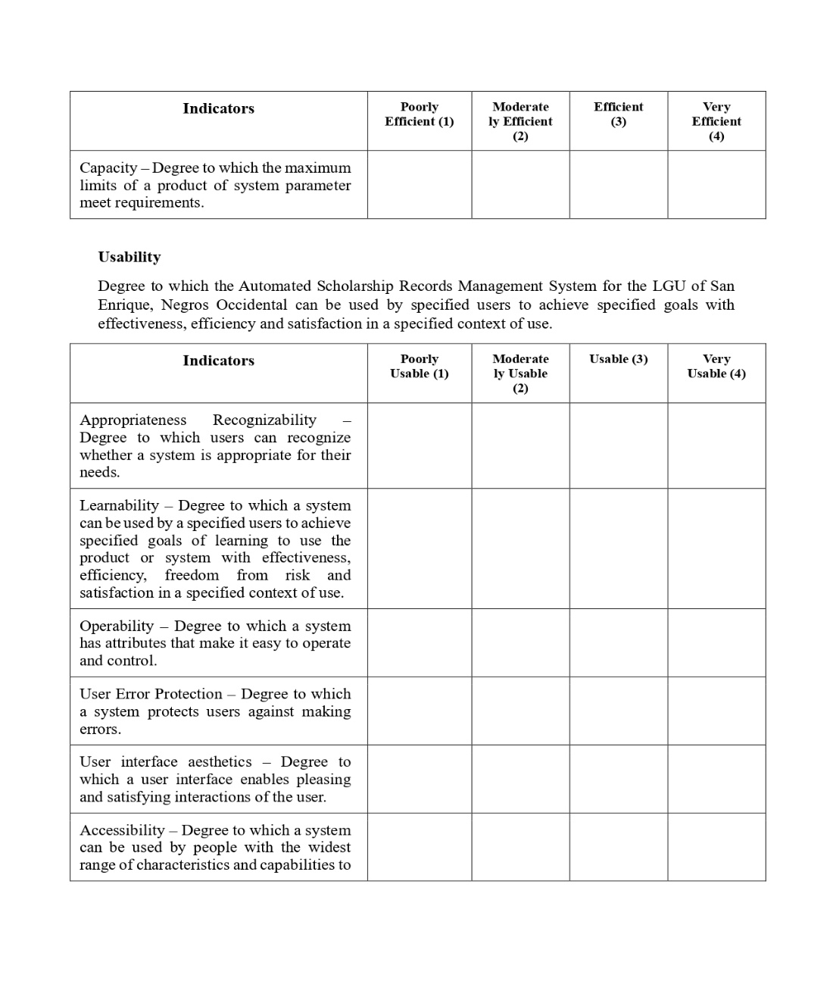 Indicators
Poorly
Efficient (1)
Moderate
ly Efficient
(2)
Efficient
(3)
Very
Efficient
(4)
Capacity – Degree to which the maximum
limits of a product of system parameter
meet requirements.
Usability
Degree to which the Automated Scholarship Records Management System for the LGU of San
Enrique, Negros Occidental can be used by specified users to achieve specified goals with
effectiveness, efficiency and satisfaction in a specified context of use.
Indicators
Poorly
Usable (1)
Moderate
ly Usable
(2)
Usable (3)
Very
Usable (4)
Appropriateness Recognizability –
Degree to which users can recognize
whether a system is appropriate for their
needs.
Learnability – Degree to which a system
can be used by a specified users to achieve
specified goals of learning to use the
product or system with effectiveness,
efficiency, freedom from risk and
satisfaction in a specified context of use.
Operability – Degree to which a system
has attributes that make it easy to operate
and control.
User Error Protection – Degree to which
a system protects users against making
errors.
User interface aesthetics – Degree to
which a user interface enables pleasing
and satisfying interactions of the user.
Accessibility – Degree to which a system
can be used by people with the widest
range of characteristics and capabilities to